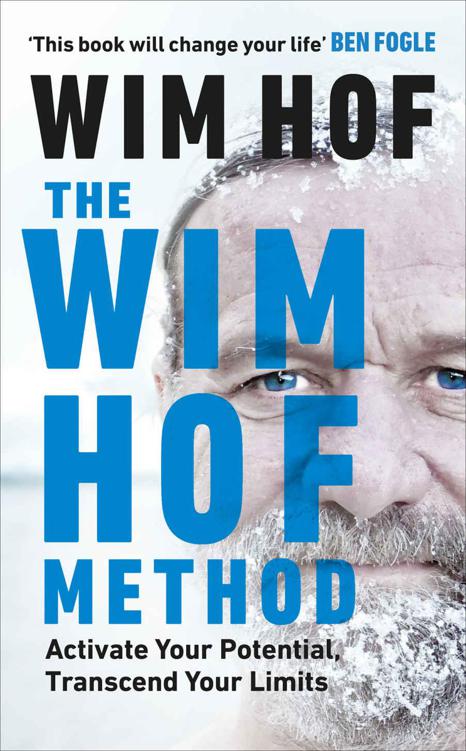 ‘This book will change your life’ BEN FOGLE
WIM HOF
THE
WIM
HOF
METHOD
Activate Your Potential,
Transcend Your Limits